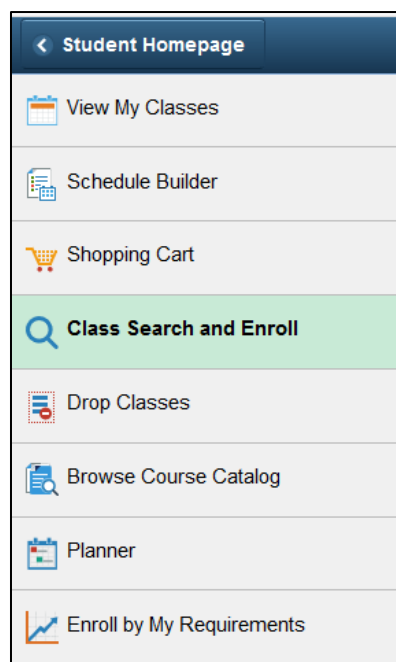 Student Homepage
View My Classes
Schedule Builder
Shopping Cart
Class Search and Enroll
Drop Classes
Browse Course Catalog
Planner
Enroll by My Requirements